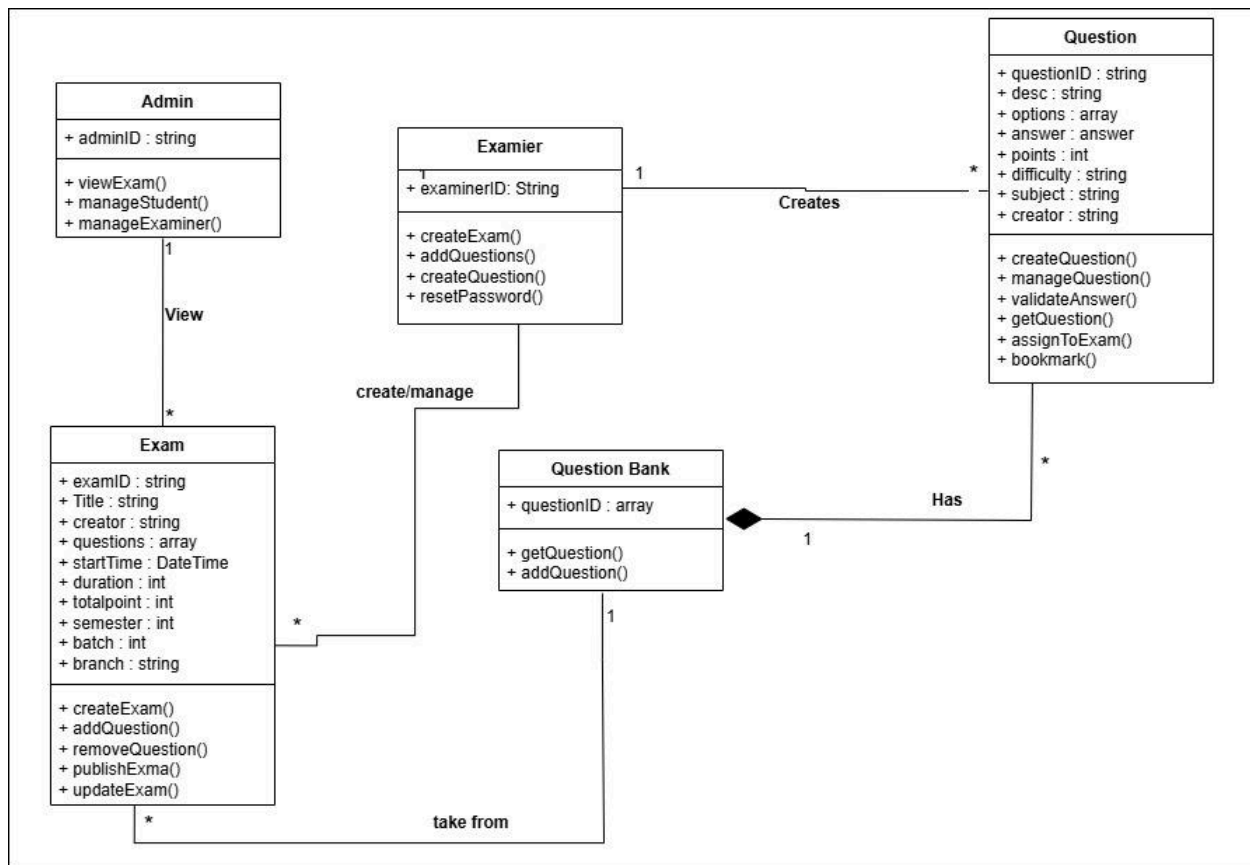 Admin
+ adminID : string
+ viewExam()
+ manageStudent()
+ manageExaminer()
1
View
*
Examier
1
+ examinerID: String
+ createExam()
+ addQuestions()
+ createQuestion()
+ resetPassword()
1
Creates
*
Question
+ questionID : string
+ desc : string
+ options : array
+ answer : answer
+ points : int
+ difficulty : string
+ subject : string
+ creator : string
+ createQuestion()
+ manageQuestion()
+ validateAnswer()
+ getQuestion()
+ assignToExam()
+ bookmark()
create/manage
*
Exam
+ examID : string
+ Title : string
+ creator : string
+ questions : array
+ startTime : DateTime
+ duration : int
+ totalpoint : int
+ semester : int
+ batch : int
+ branch : string
+ createExam()
+ addQuestion()
+ removeQuestion()
+ publishExma()
+ updateExam()
Question Bank
+ questionID : array
+ getQuestion()
+ addQuestion()
*
Has
1
1
*
take from